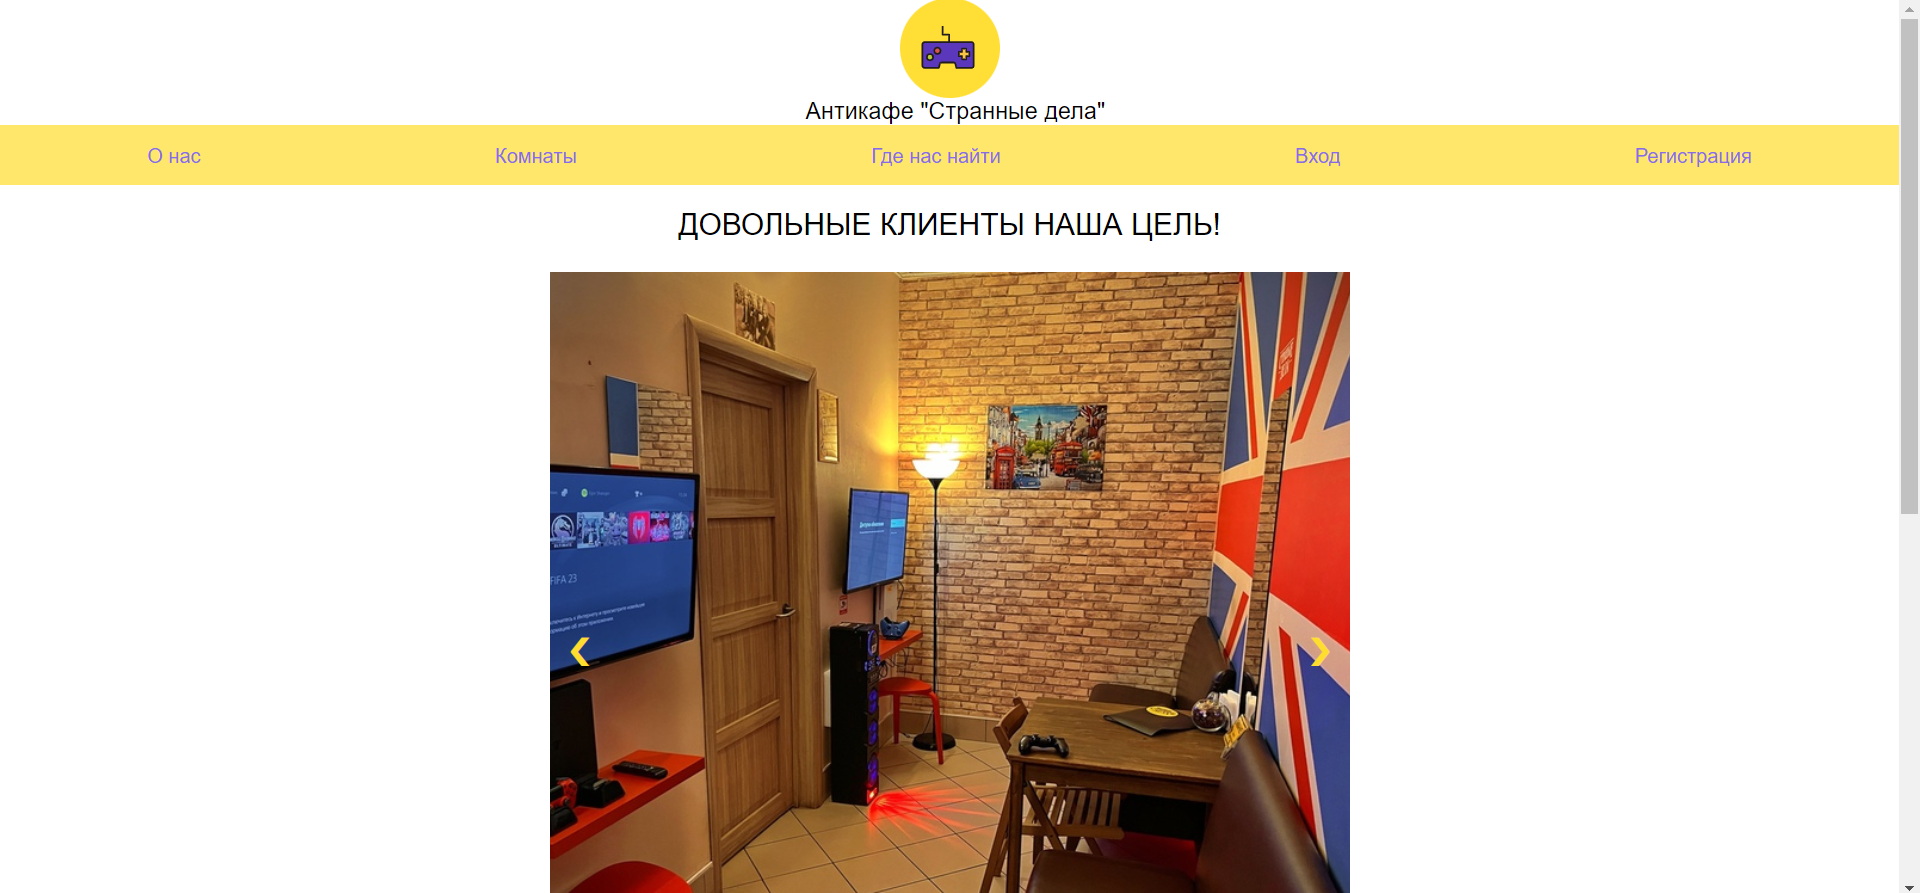 Антикафе "Странные дела"
О нас
Комнаты
Где нас найти
Вход
Регистрация
ДОВОЛЬНЫЕ КЛИЕНТЫ НАША ЦЕЛЬ!
FIFA 23